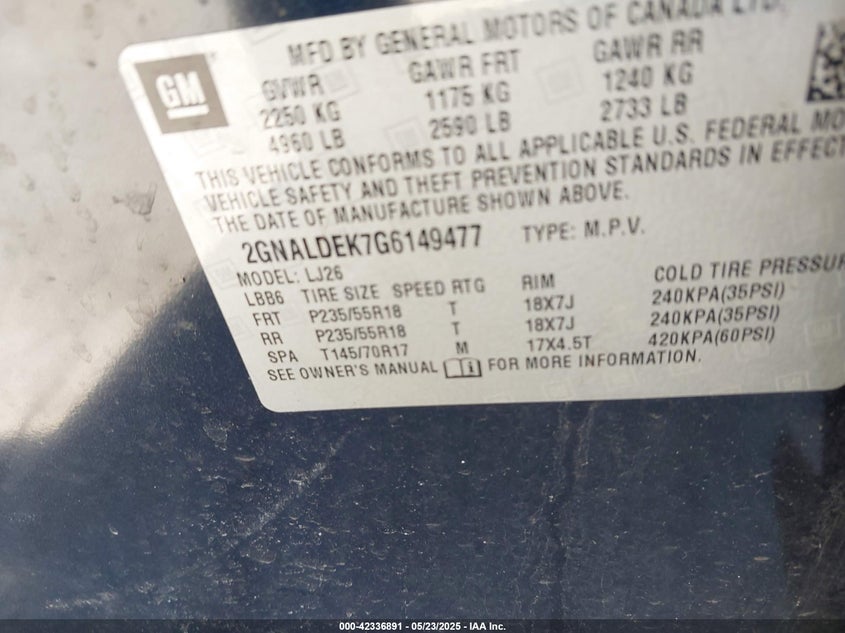 MFD BY GENERAL MOTORS OF CANADA LTD.
GM
GVWR GAWR FRT GAWR RR
2250 KG 1175 KG 1240 KG
4960 LB 2590 LB 2733 LB
THIS VEHICLE CONFORMS TO ALL APPLICABLE U.S. FEDERAL MO
VEHICLE SAFETY AND THEFT PREVENTION STANDARDS IN EFFECT
THE DATE OF MANUFACTURE SHOWN ABOVE.
2GNALDEK7G6149477 TYPE: M.P.V.
MODEL: LJ26
LBB6 TIRE SIZE SPEED RTG RIM COLD TIRE PRESSUR
FRT P235/55R18 T 18X7J 240KPA(35PSI)
RR P235/55R18 T 18X7J 240KPA(35PSI)
SPA T145/70R17 M 17X4.5T 420KPA(60PSI)
SEE OWNER'S MANUAL FOR MORE INFORMATION.
000-42336891 - 05/23/2025 - IAA Inc.